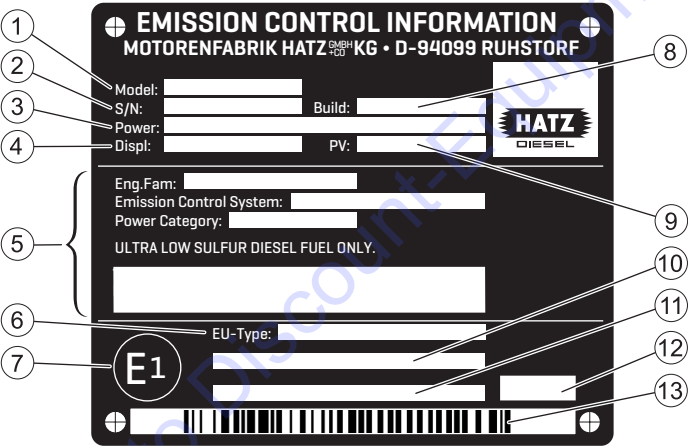 EMISSION CONTROL INFORMATION
MOTORENFABRIK HATZ GMBH +CO KG • D-94099 RUHSTORF
1
Model:
2
S/N: Build:
8
3
Power:
4
Displ: PV:
9
HATZ
DIESEL
5
Eng.Fam:
Emission Control System:
Power Category:
ULTRA LOW SULFUR DIESEL FUEL ONLY.
6
EU-Type:
10
11
7
E1
12
13